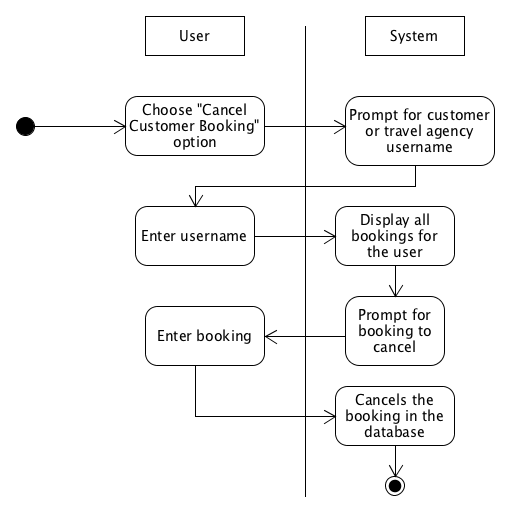 User
System
Choose "Cancel
Customer Booking"
option
Prompt for customer
or travel agency
username
Enter username
Display all
bookings for
the user
Prompt for
booking to
cancel
Enter booking
Cancels the
booking in the
database